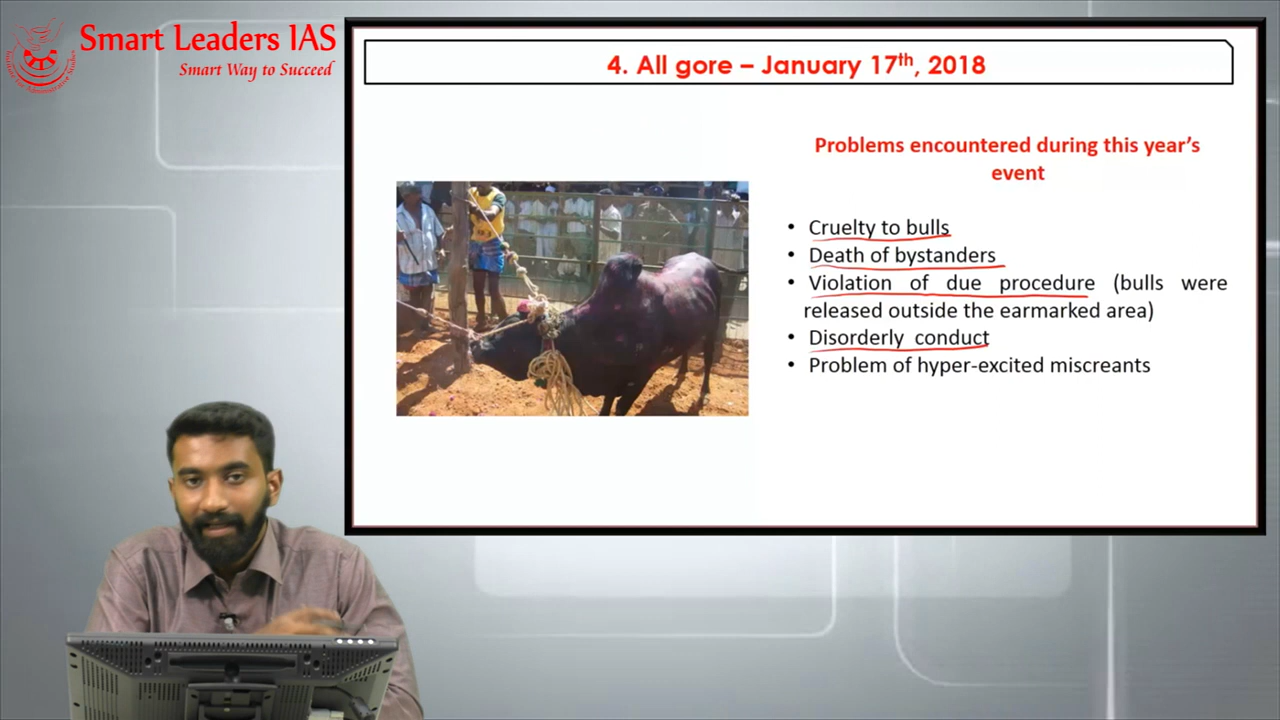 Smart Leaders IAS
Smart Way to Succeed
4. All gore – January 17th, 2018
Problems encountered during this year's
event
• Cruelty to bulls
• Death of bystanders
• Violation of due procedure (bulls were
released outside the earmarked area)
• Disorderly conduct
• Problem of hyper-excited miscreants